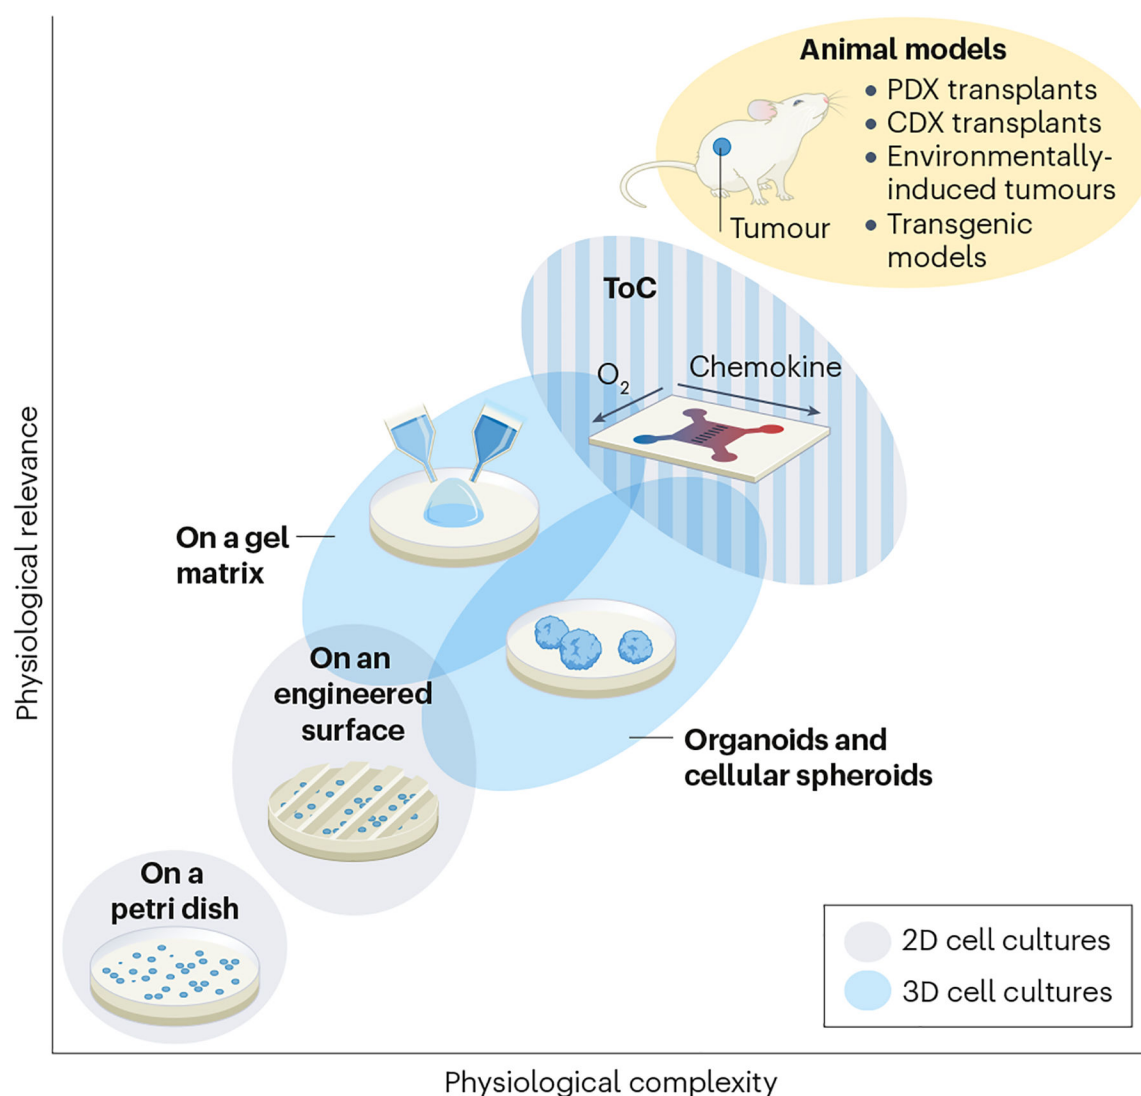 Animal models
• PDX transplants
• CDX transplants
• Environmentally-
induced tumours
• Transgenic
models
Tumour
ToC
O₂
Chemokine
On a gel
matrix
On an
engineered
surface
Organoids and
cellular spheroids
On a
petri dish
2D cell cultures
3D cell cultures
Physiological relevance
Physiological complexity